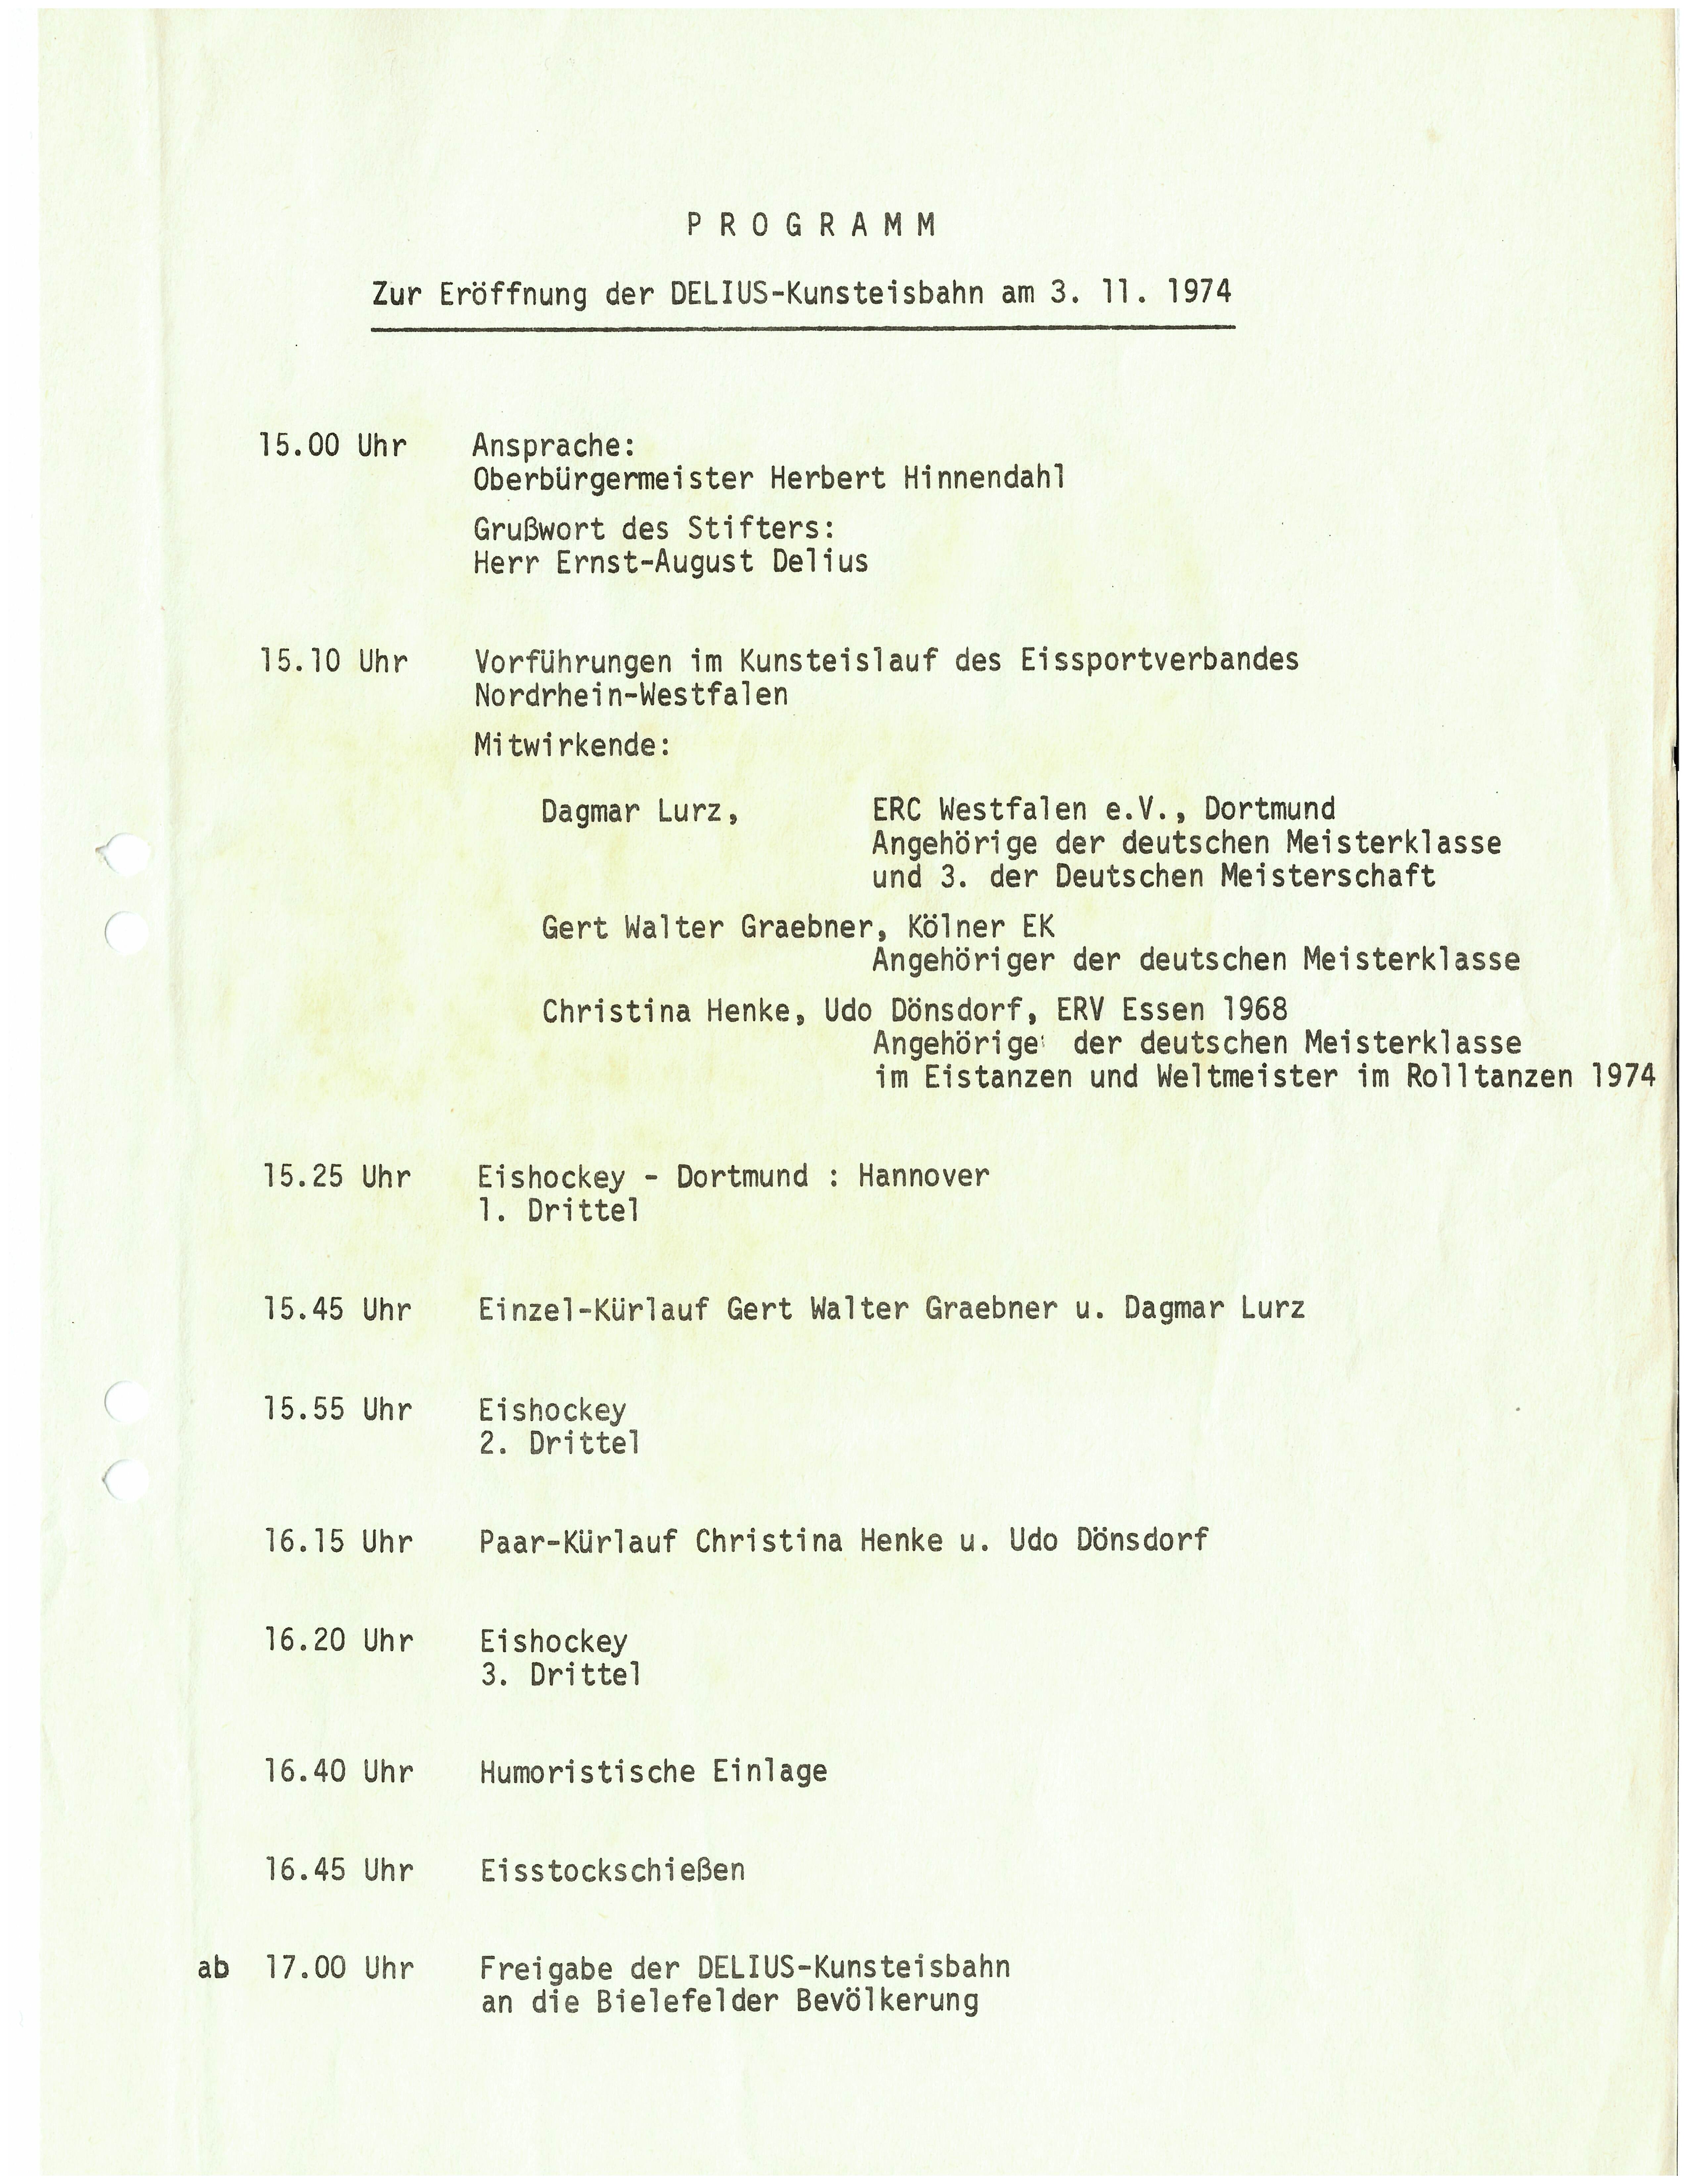 P R O G R A M M
Zur Eröffnung der DELIUS-Kunsteisbahn am 3. 11. 1974
15.00 Uhr Ansprache:
Oberbürgermeister Herbert Hinnendahl
Grußwort des Stifters:
Herr Ernst-August Delius
15.10 Uhr Vorführungen im Kunsteislauf des Eissportverbandes
Nordrhein-Westfalen
Mitwirkende:
Dagmar Lurz, ERC Westfalen e.V., Dortmund
Angehörige der deutschen Meisterklasse
und 3. der Deutschen Meisterschaft
Gert Walter Graebner, Kölner EK
Angehöriger der deutschen Meisterklasse
Christina Henke, Udo Dönsdorf, ERV Essen 1968
Angehörige der deutschen Meisterklasse
im Eistanzen und Weltmeister im Rolltanzen 1974
15.25 Uhr Eishockey - Dortmund : Hannover
1. Drittel
15.45 Uhr Einzel-Kürlauf Gert Walter Graebner u. Dagmar Lurz
15.55 Uhr Eishockey
2. Drittel
16.15 Uhr Paar-Kürlauf Christina Henke u. Udo Dönsdorf
16.20 Uhr Eishockey
3. Drittel
16.40 Uhr Humoristische Einlage
16.45 Uhr Eisstockschießen
ab 17.00 Uhr Freigabe der DELIUS-Kunsteisbahn
an die Bielefelder Bevölkerung